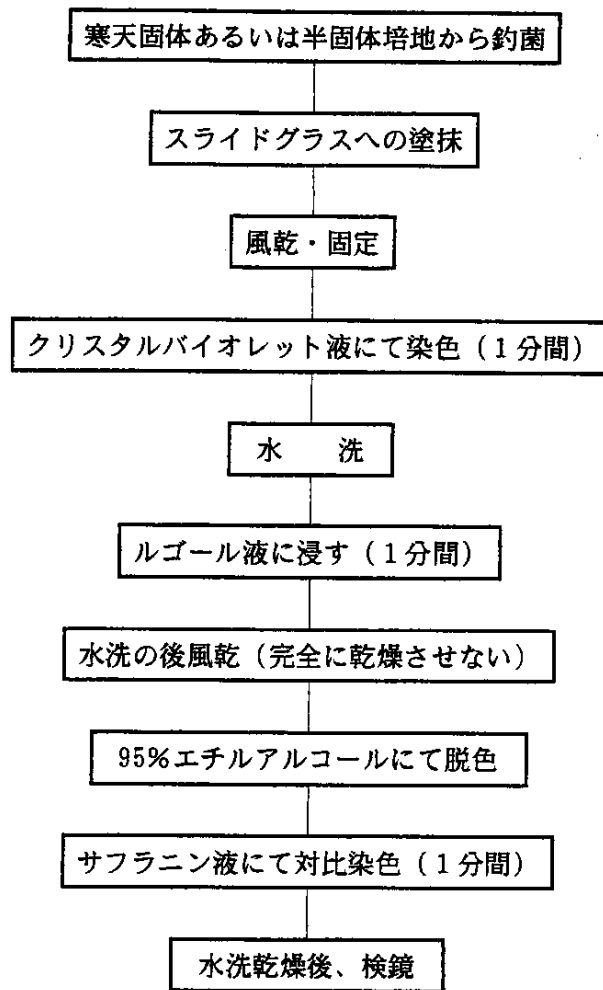 寒天固体あるいは半固体培地から釣菌
スライドグラスへの塗抹
風乾・固定
クリスタルバイオレット液にて染色（１分間）
水　　洗
ルゴール液に浸す（１分間）
水洗の後風乾（完全に乾燥させない）
95％エチルアルコールにて脱色
サフラニン液にて対比染色（１分間）
水洗乾燥後、検鏡